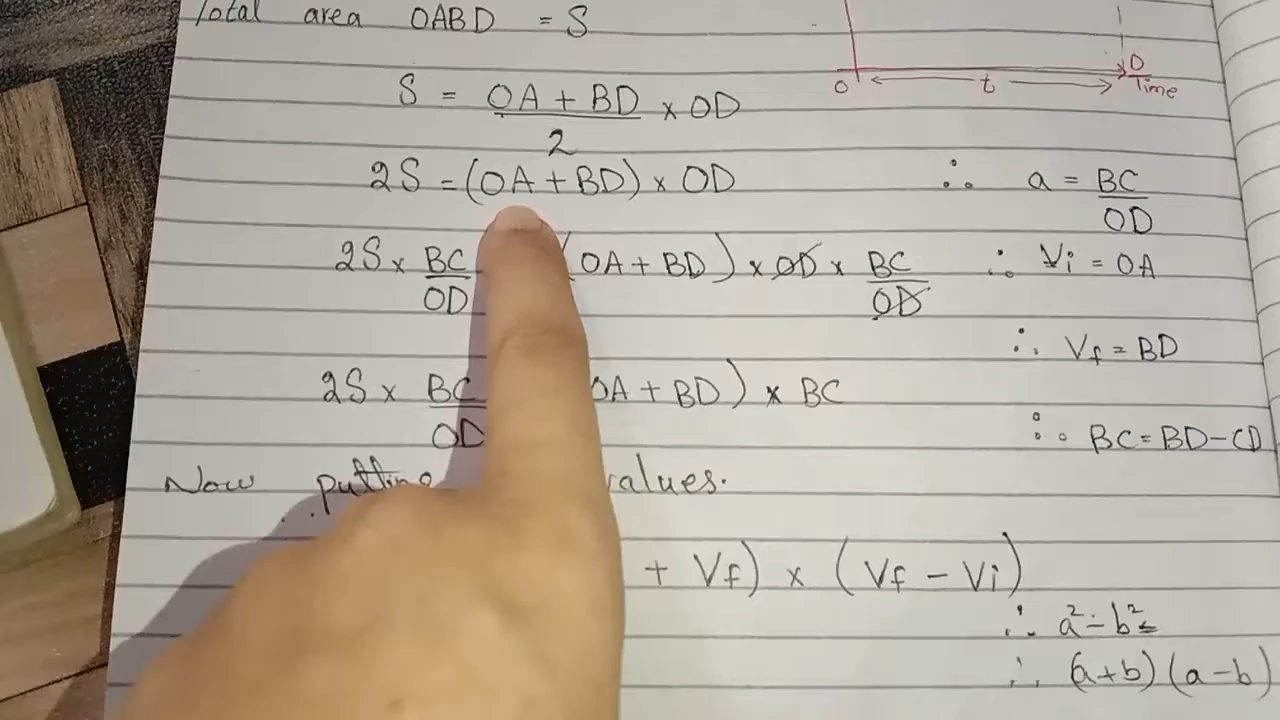 Total area OABD = S
O t D
Time
S = OA + BD × OD
2
2S = (OA + BD) × OD ∴ a = BC
OD
2S × BC (OA + BD) × OD × BC ∴ Vi = OA
OD OD
∴ Vf = BD
2S × BC OA + BD) × BC
OD
∴ BC = BD - CD
Now putting values.
+ Vf) × (Vf - Vi)
∴ a² - b² =
∴ (a+b) (a-b)